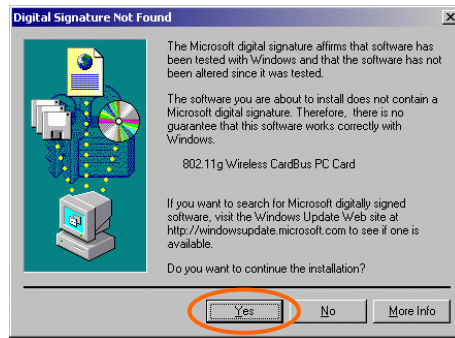 Digital Signature Not Found
The Microsoft digital signature affirms that software has
been tested with Windows and that the software has not
been altered since it was tested.
The software you are about to install does not contain a
Microsoft digital signature. Therefore, there is no
guarantee that this software works correctly with
Windows.
802.11g Wireless CardBus PC Card
If you want to search for Microsoft digitally signed
software, visit the Windows Update Web site at
http://windowsupdate.microsoft.com to see if one is
available.
Do you want to continue the installation?
Yes No More Info